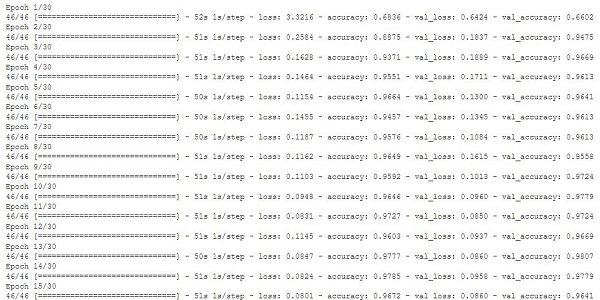 Epoch 1/30
46/46 [==============================] - 52s 1s/step - loss: 3.3216 - accuracy: 0.6836 - val_loss: 0.6424 - val_accuracy: 0.6602
Epoch 2/30
46/46 [==============================] - 51s 1s/step - loss: 0.2584 - accuracy: 0.8875 - val_loss: 0.1837 - val_accuracy: 0.9475
Epoch 3/30
46/46 [==============================] - 51s 1s/step - loss: 0.1628 - accuracy: 0.9371 - val_loss: 0.1889 - val_accuracy: 0.9669
Epoch 4/30
46/46 [==============================] - 51s 1s/step - loss: 0.1464 - accuracy: 0.9551 - val_loss: 0.1711 - val_accuracy: 0.9613
Epoch 5/30
46/46 [==============================] - 50s 1s/step - loss: 0.1154 - accuracy: 0.9664 - val_loss: 0.1300 - val_accuracy: 0.9641
Epoch 6/30
46/46 [==============================] - 50s 1s/step - loss: 0.1455 - accuracy: 0.9457 - val_loss: 0.1345 - val_accuracy: 0.9613
Epoch 7/30
46/46 [==============================] - 50s 1s/step - loss: 0.1187 - accuracy: 0.9576 - val_loss: 0.1084 - val_accuracy: 0.9613
Epoch 8/30
46/46 [==============================] - 51s 1s/step - loss: 0.1162 - accuracy: 0.9649 - val_loss: 0.1615 - val_accuracy: 0.9558
Epoch 9/30
46/46 [==============================] - 51s 1s/step - loss: 0.1103 - accuracy: 0.9592 - val_loss: 0.1013 - val_accuracy: 0.9724
Epoch 10/30
46/46 [==============================] - 51s 1s/step - loss: 0.0948 - accuracy: 0.9646 - val_loss: 0.0960 - val_accuracy: 0.9779
Epoch 11/30
46/46 [==============================] - 51s 1s/step - loss: 0.0831 - accuracy: 0.9727 - val_loss: 0.0850 - val_accuracy: 0.9724
Epoch 12/30
46/46 [==============================] - 51s 1s/step - loss: 0.1145 - accuracy: 0.9603 - val_loss: 0.0937 - val_accuracy: 0.9669
Epoch 13/30
46/46 [==============================] - 50s 1s/step - loss: 0.0847 - accuracy: 0.9777 - val_loss: 0.0860 - val_accuracy: 0.9807
Epoch 14/30
46/46 [==============================] - 51s 1s/step - loss: 0.0824 - accuracy: 0.9785 - val_loss: 0.0958 - val_accuracy: 0.9779
Epoch 15/30
46/46 [==============================] - 51s 1s/step - loss: 0.0801 - accuracy: 0.9672 - val_loss: 0.0860 - val_accuracy: 0.9641